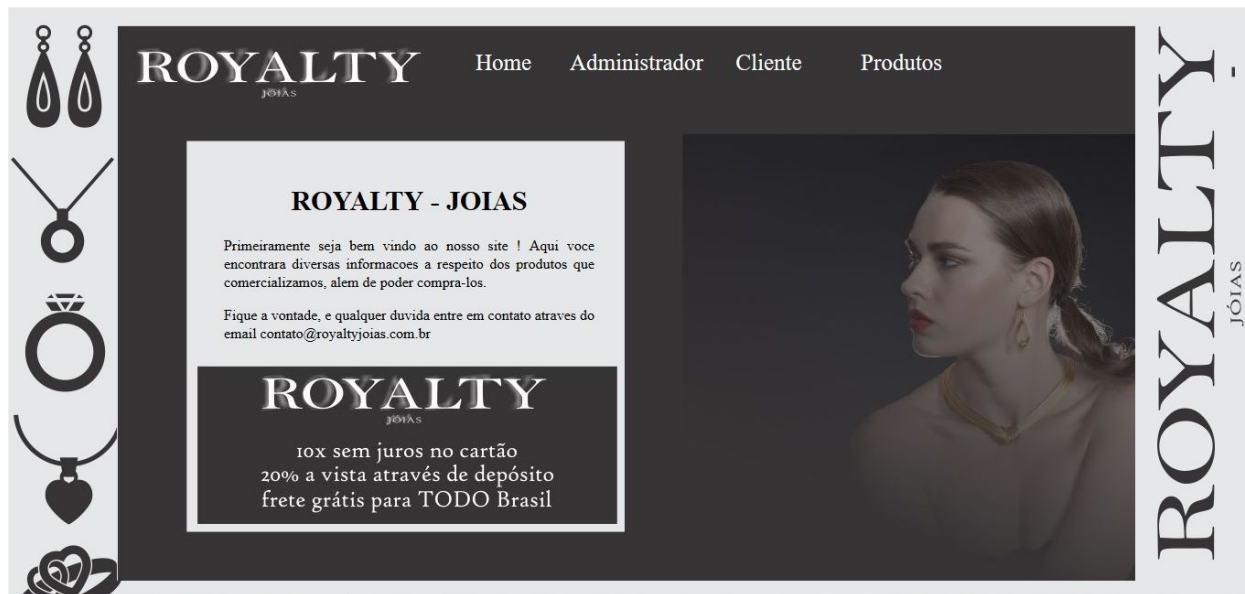 ROYALTY
JÓIAS
Home Administrador Cliente Produtos
ROYALTY - JOIAS
Primeiramente seja bem vindo ao nosso site ! Aqui voce
encontrara diversas informacoes a respeito dos produtos que
comercializamos, alem de poder compra-los.
Fique a vontade, e qualquer duvida entre em contato atraves do
email contato@royaltyjoias.com.br
ROYALTY
JÓIAS
10x sem juros no cartão
20% a vista através de depósito
frete grátis para TODO Brasil
ROYALTY -
JÓIAS